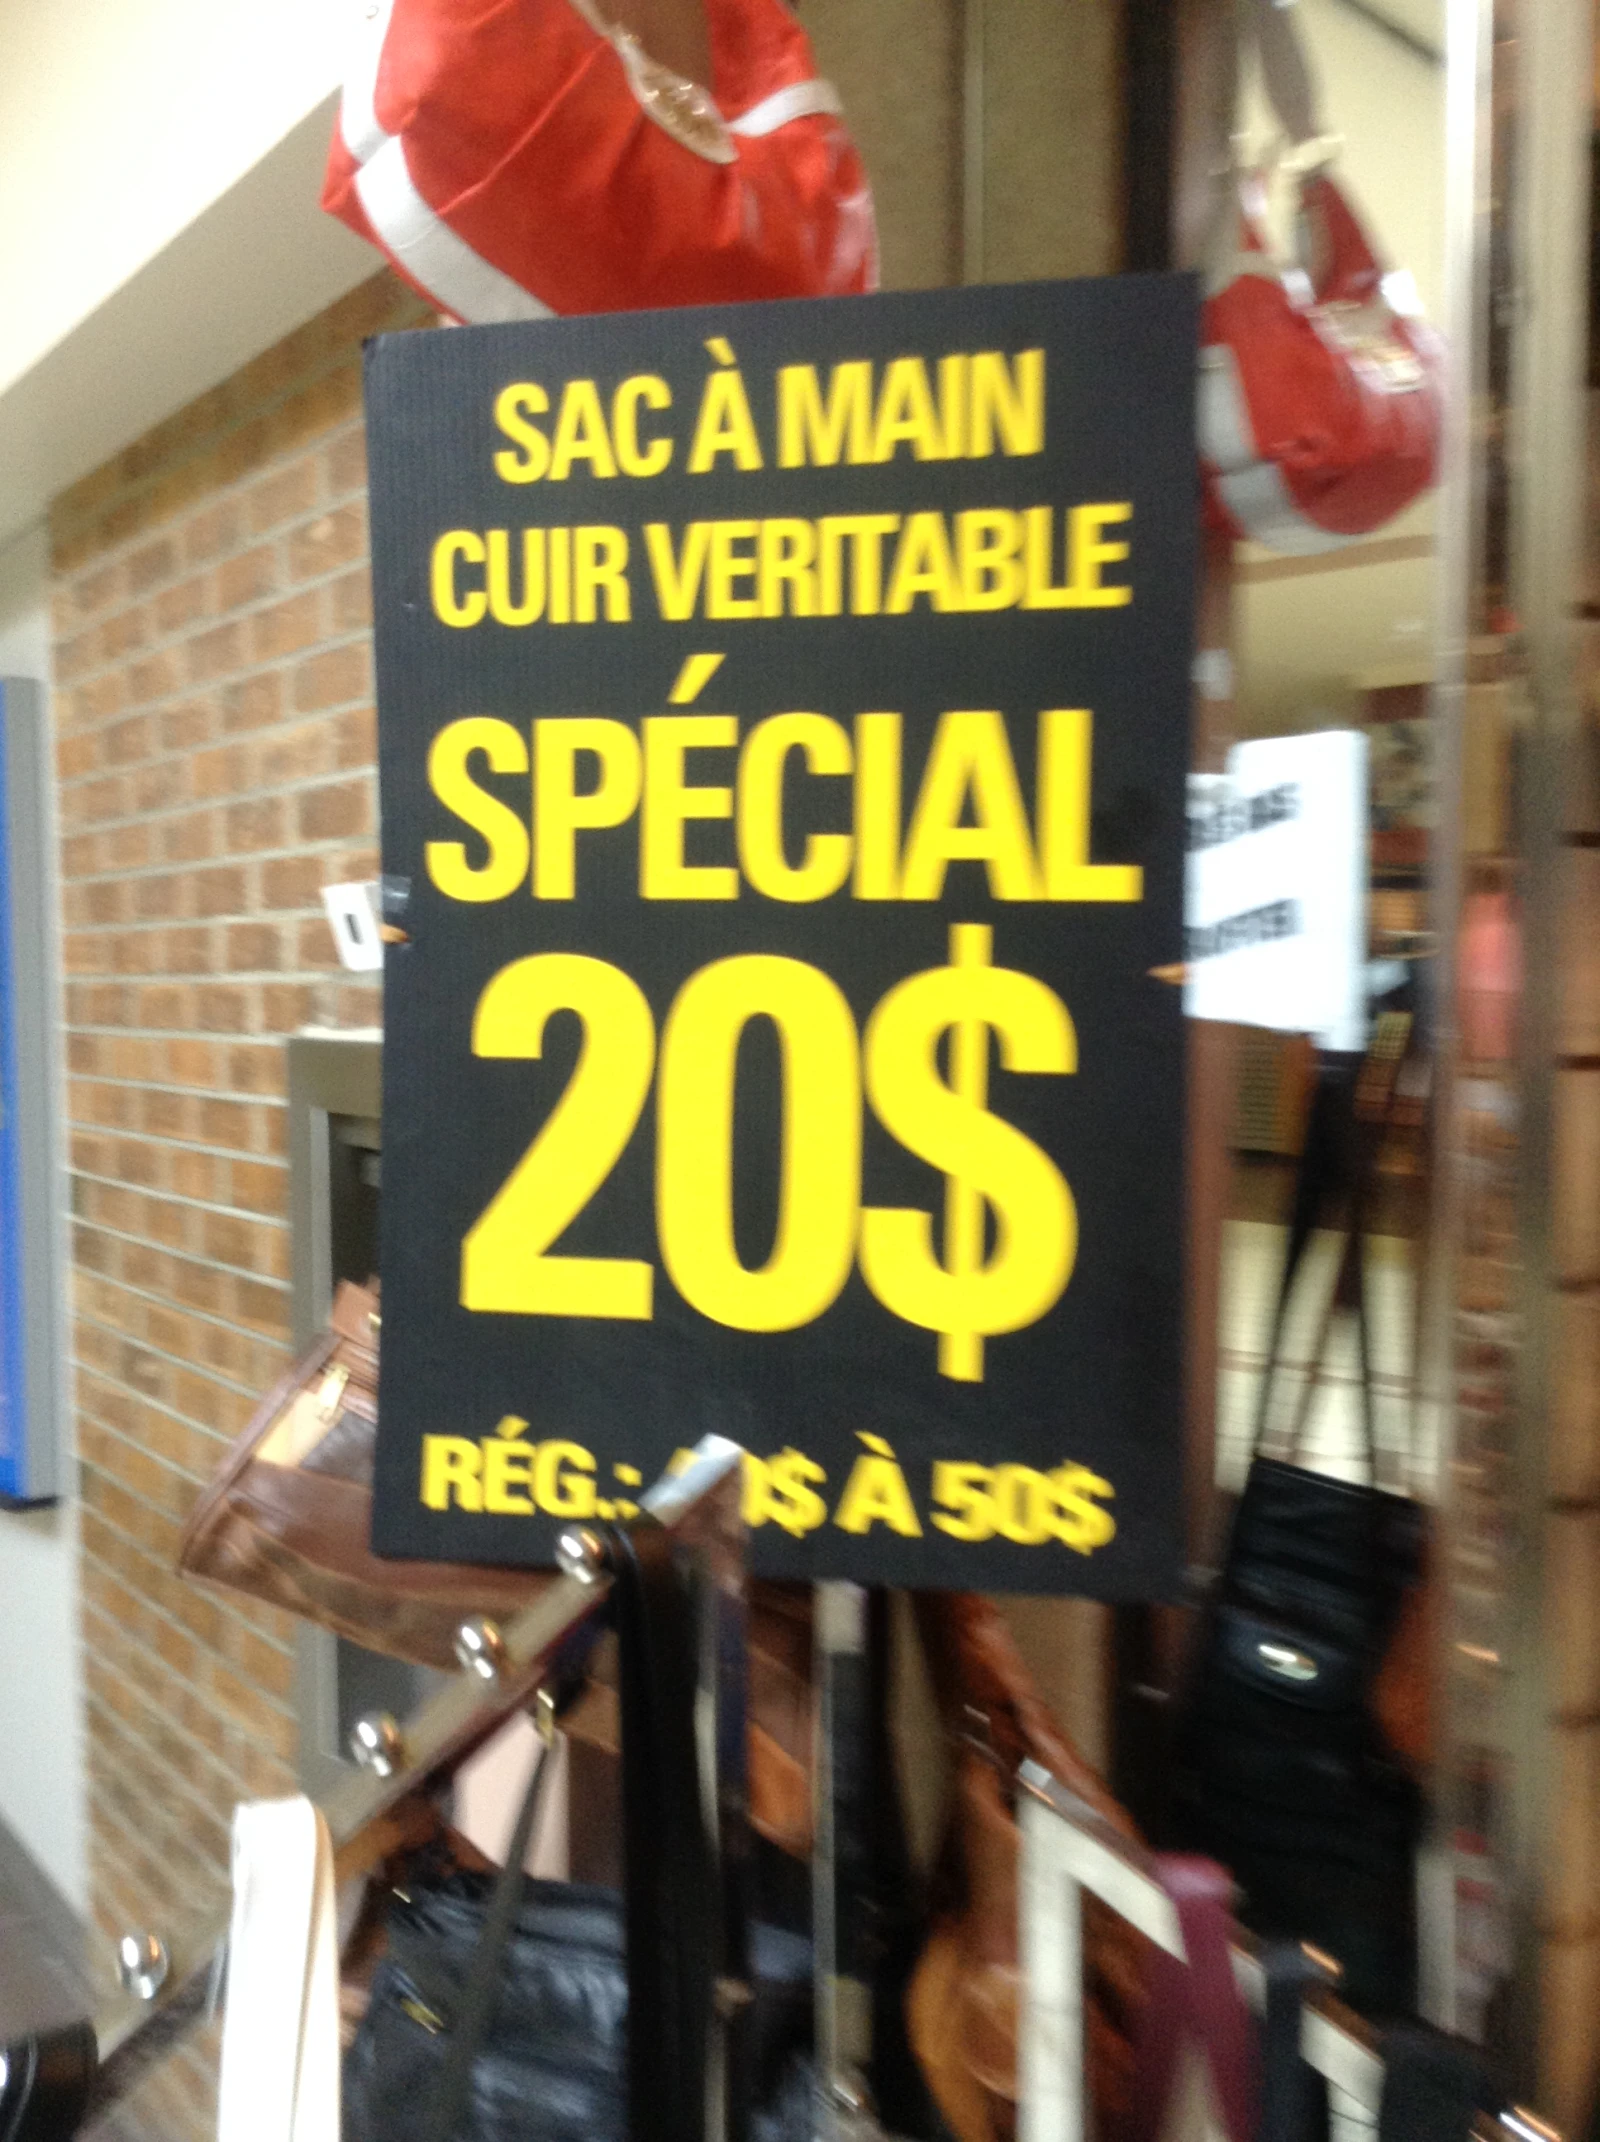 SAC À MAIN
CUIR VERITABLE
SPÉCIAL
20$
RÉG.: $ À 50$